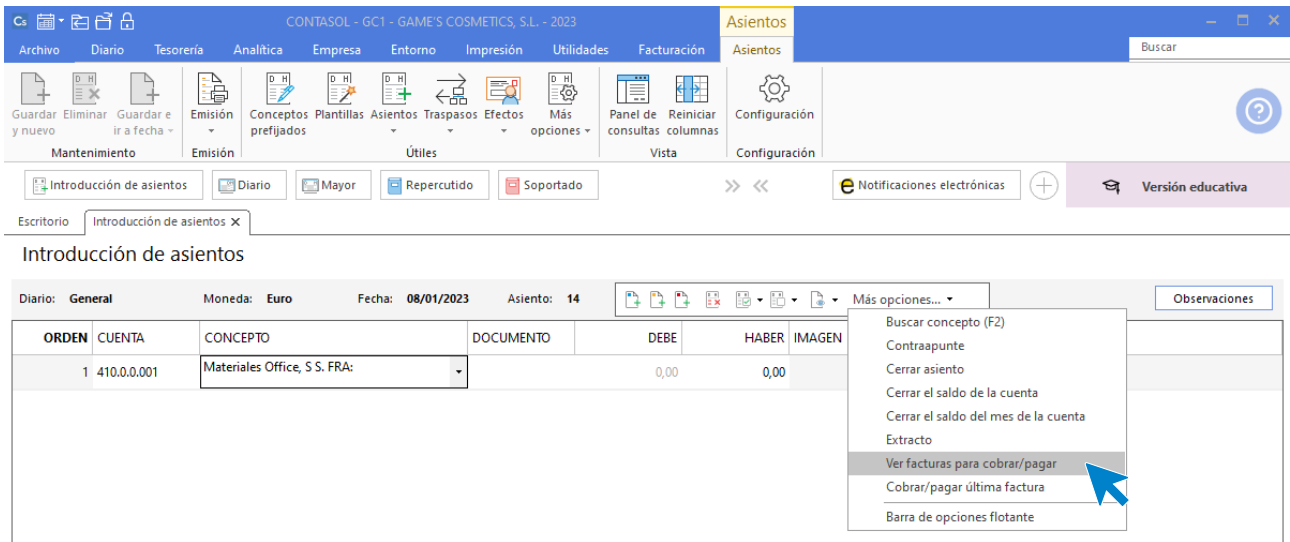 Cs CONTASOL - GC1 - GAME'S COSMETICS, S.L. - 2023 Asientos
Archivo Diario Tesorería Analítica Empresa Entorno Impresión Utilidades Facturación Asientos Buscar
D H D H D H D H
Guardar Eliminar Guardar e Emisión Conceptos Plantillas Asientos Traspasos Efectos Más Panel de Reiniciar Configuración
y nuevo ir a fecha prefijados opciones consultas columnas
Mantenimiento Emisión Útiles Vista Configuración
Introducción de asientos Diario Mayor Repercutido Soportado Notificaciones electrónicas Versión educativa
Escritorio Introducción de asientos X
Introducción de asientos
Diario: General Moneda: Euro Fecha: 08/01/2023 Asiento: 14 Más opciones... Observaciones
ORDEN CUENTA CONCEPTO DOCUMENTO DEBE HABER IMAGEN
1 410.0.0.001 Materiales Office, S S. FRA: 0,00 0,00
Buscar concepto (F2)
Contraapunte
Cerrar asiento
Cerrar el saldo de la cuenta
Cerrar el saldo del mes de la cuenta
Extracto
Ver facturas para cobrar/pagar
Cobrar/pagar última factura
Barra de opciones flotante